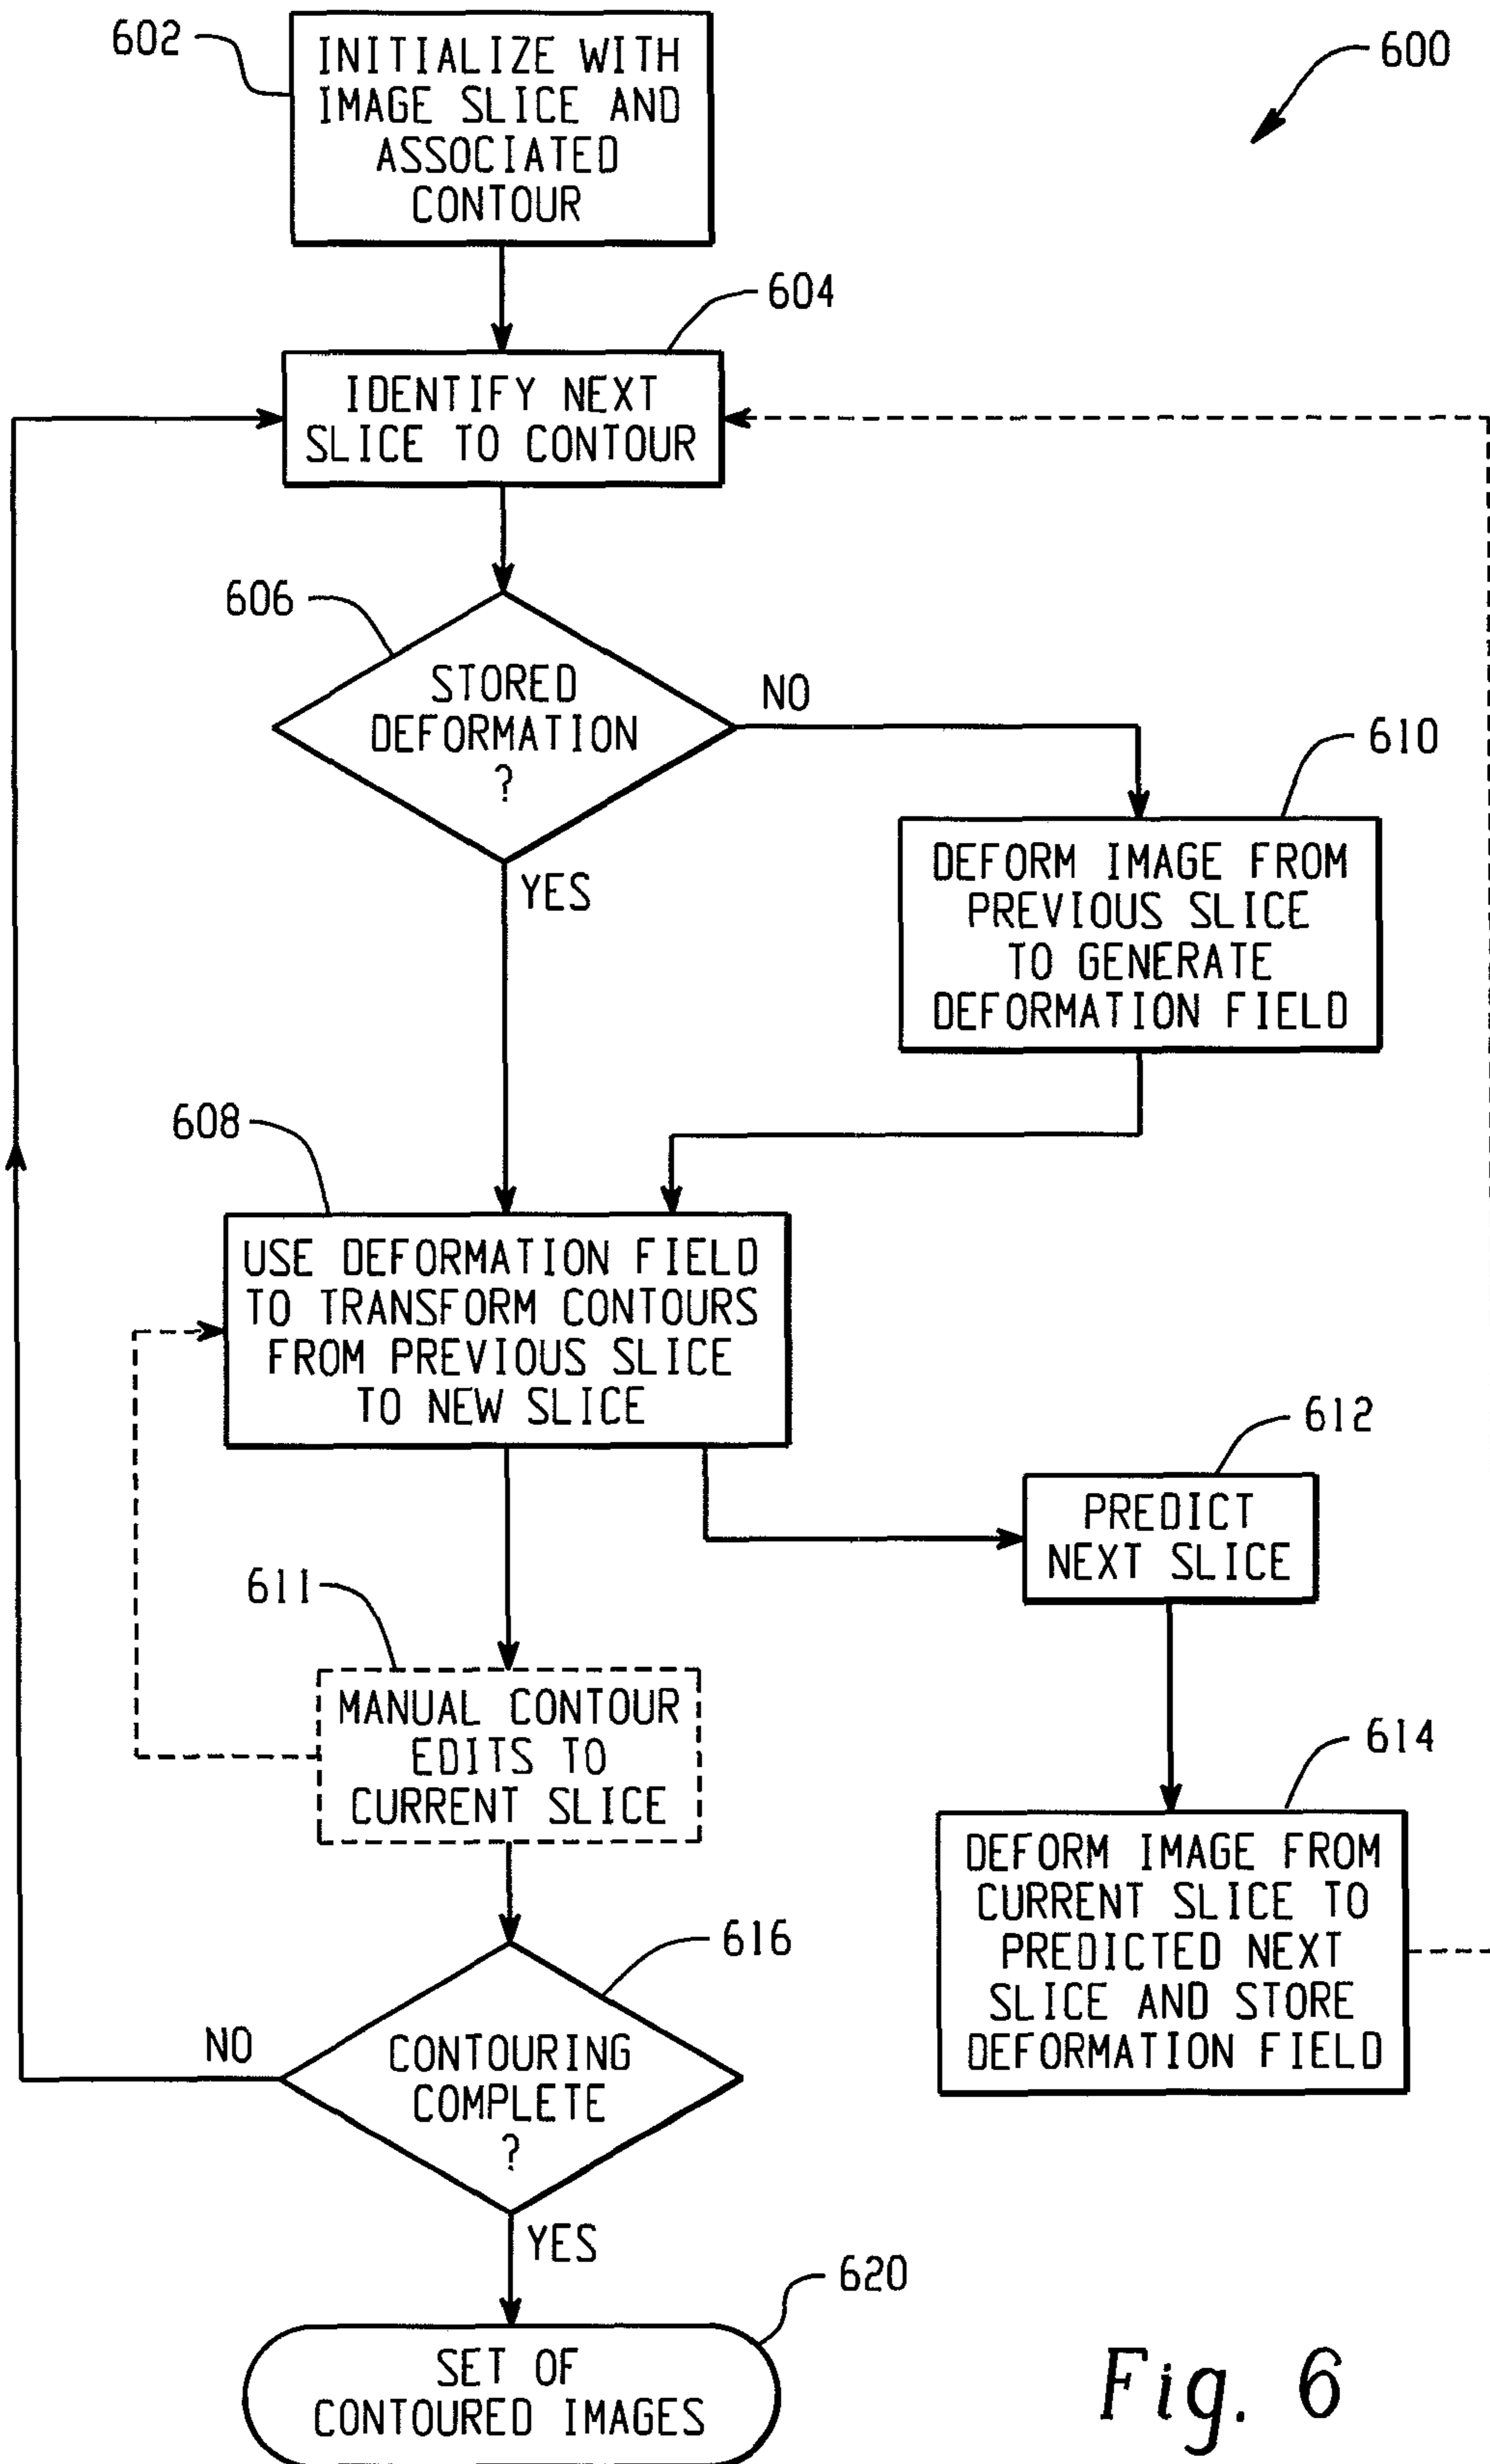 602
INITIALIZE WITH
IMAGE SLICE AND
ASSOCIATED
CONTOUR
600
604
IDENTIFY NEXT
SLICE TO CONTOUR
606
STORED
DEFORMATION
?
NO
YES
610
DEFORM IMAGE FROM
PREVIOUS SLICE
TO GENERATE
DEFORMATION FIELD
608
USE DEFORMATION FIELD
TO TRANSFORM CONTOURS
FROM PREVIOUS SLICE
TO NEW SLICE
612
PREDICT
NEXT SLICE
611
MANUAL CONTOUR
EDITS TO
CURRENT SLICE
614
DEFORM IMAGE FROM
CURRENT SLICE TO
PREDICTED NEXT
SLICE AND STORE
DEFORMATION FIELD
616
CONTOURING
COMPLETE
?
NO
YES
620
SET OF
CONTOURED IMAGES
Fig. 6